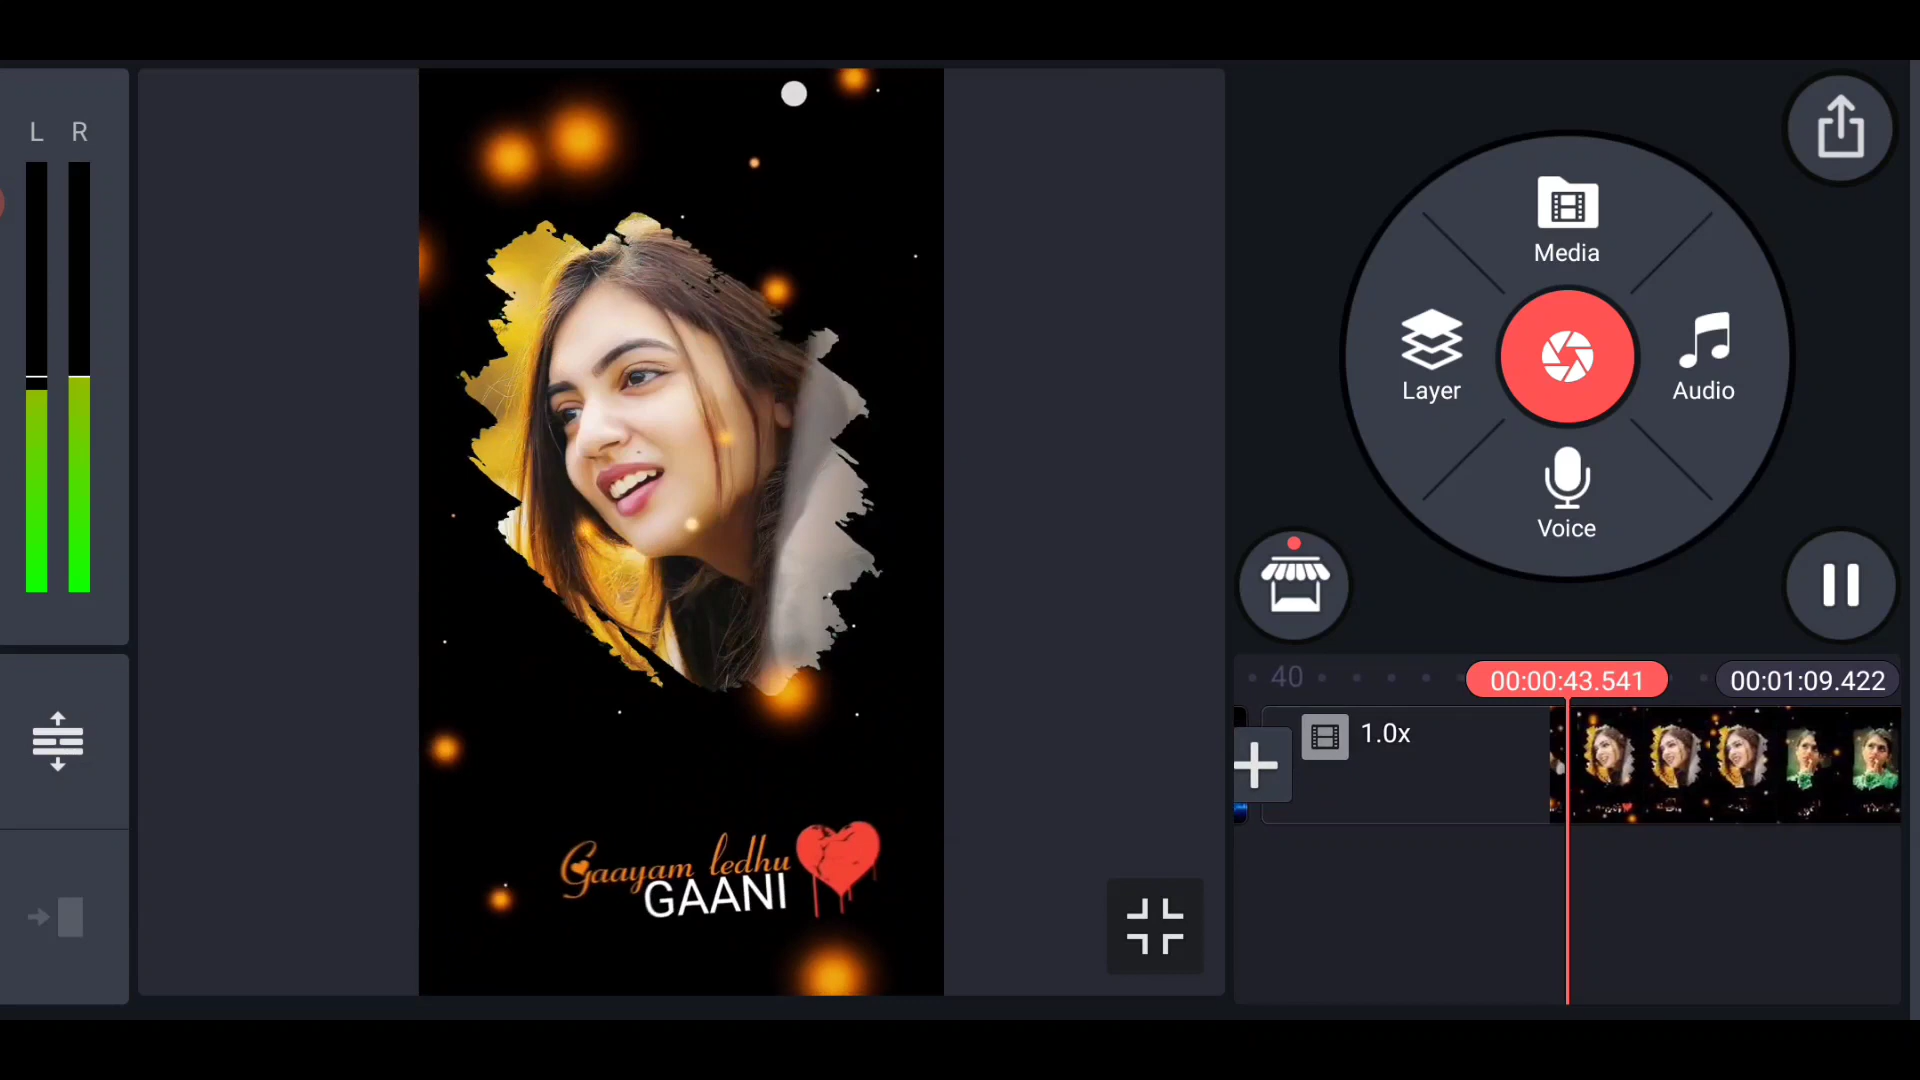 L R
Media
Layer
Audio
Voice
40
00:00:43.541
00:01:09.422
1.0x
Gaayam ledhu
GAANI